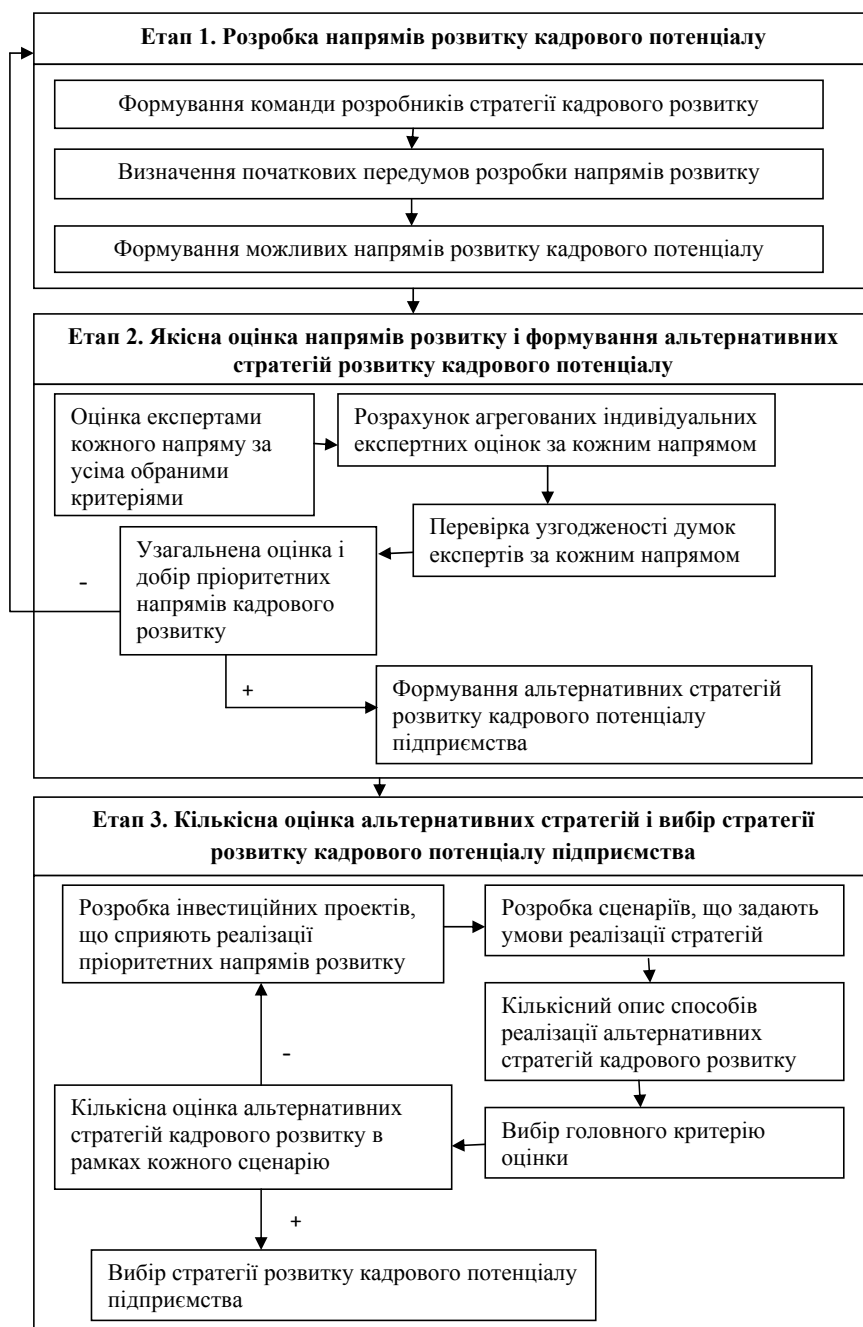 Етап 1. Розробка напрямів розвитку кадрового потенціалу
Формування команди розробників стратегії кадрового розвитку
Визначення початкових передумов розробки напрямів розвитку
Формування можливих напрямів розвитку кадрового потенціалу
Етап 2. Якісна оцінка напрямів розвитку і формування альтернативних
стратегій розвитку кадрового потенціалу
Оцінка експертами
кожного напряму за
усіма обраними
критеріями
Розрахунок агрегованих індивідуальних
експертних оцінок за кожним напрямом
Перевірка узгодженості думок
експертів за кожним напрямом
Узагальнена оцінка і
добір пріоритетних
напрямів кадрового
розвитку
-
+
Формування альтернативних стратегій
розвитку кадрового потенціалу
підприємства
Етап 3. Кількісна оцінка альтернативних стратегій і вибір стратегії
розвитку кадрового потенціалу підприємства
Розробка інвестиційних проектів,
що сприяють реалізації
пріоритетних напрямів розвитку
Розробка сценаріїв, що задають
умови реалізації стратегій
Кількісний опис способів
реалізації альтернативних
стратегій кадрового розвитку
-
Кількісна оцінка альтернативних
стратегій кадрового розвитку в
рамках кожного сценарію
Вибір головного критерію
оцінки
+
Вибір стратегії розвитку кадрового потенціалу
підприємства